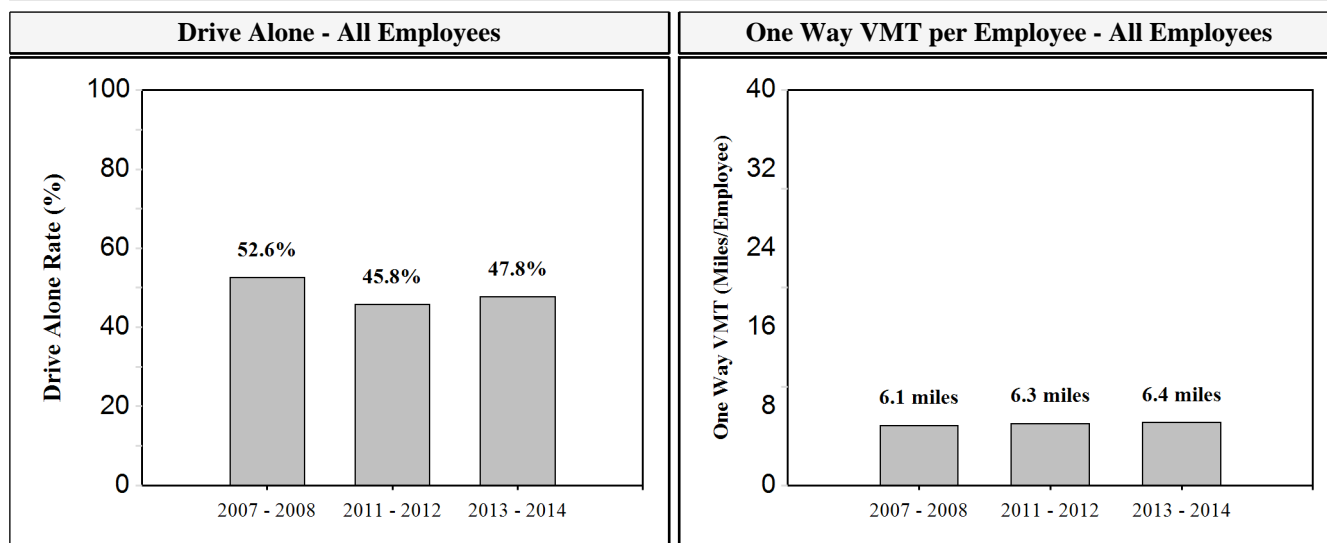 Drive Alone - All Employees
Drive Alone Rate (%)
100
80
60
40
20
0
52.6%
45.8%
47.8%
2007 - 2008
2011 - 2012
2013 - 2014
One Way VMT per Employee - All Employees
One Way VMT (Miles/Employee)
40
32
24
16
8
0
6.1 miles
6.3 miles
6.4 miles
2007 - 2008
2011 - 2012
2013 - 2014